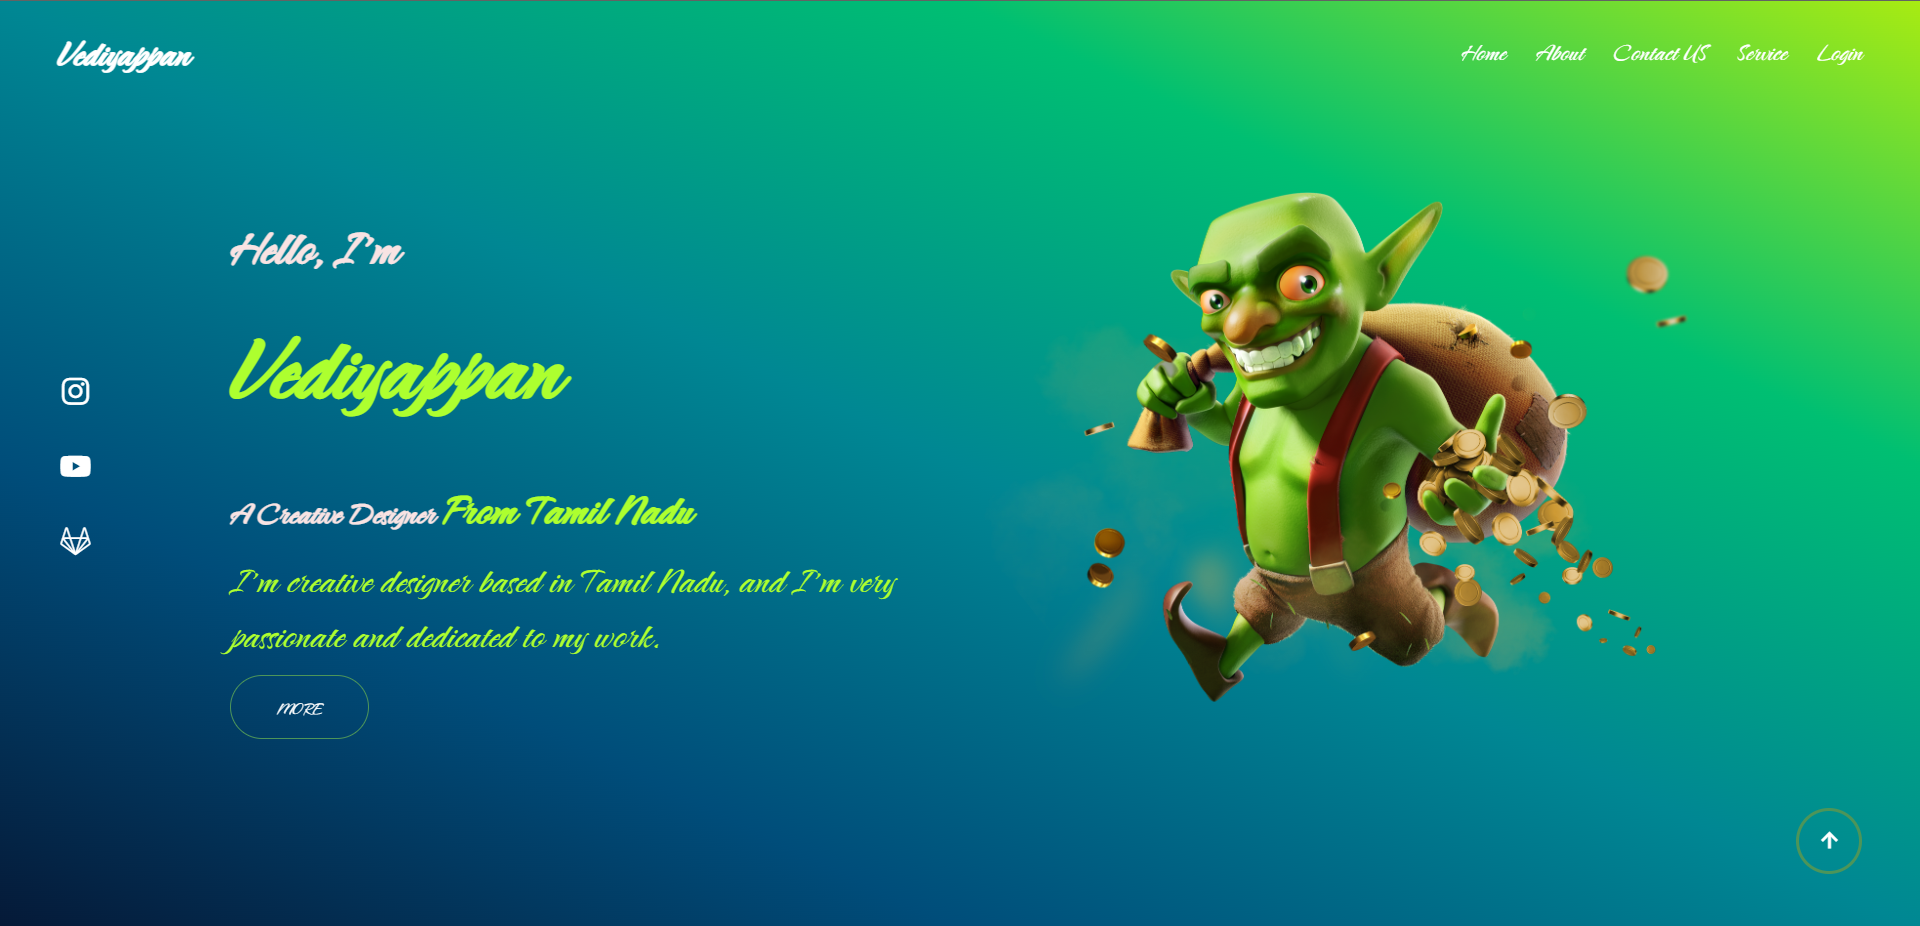 Vediyappan
Home About Contact US Service Login
Hello, I'm
Vediyappan
A Creative Designer From Tamil Nadu
I'm creative designer based in Tamil Nadu, and I'm very
passionate and dedicated to my work.
MORE